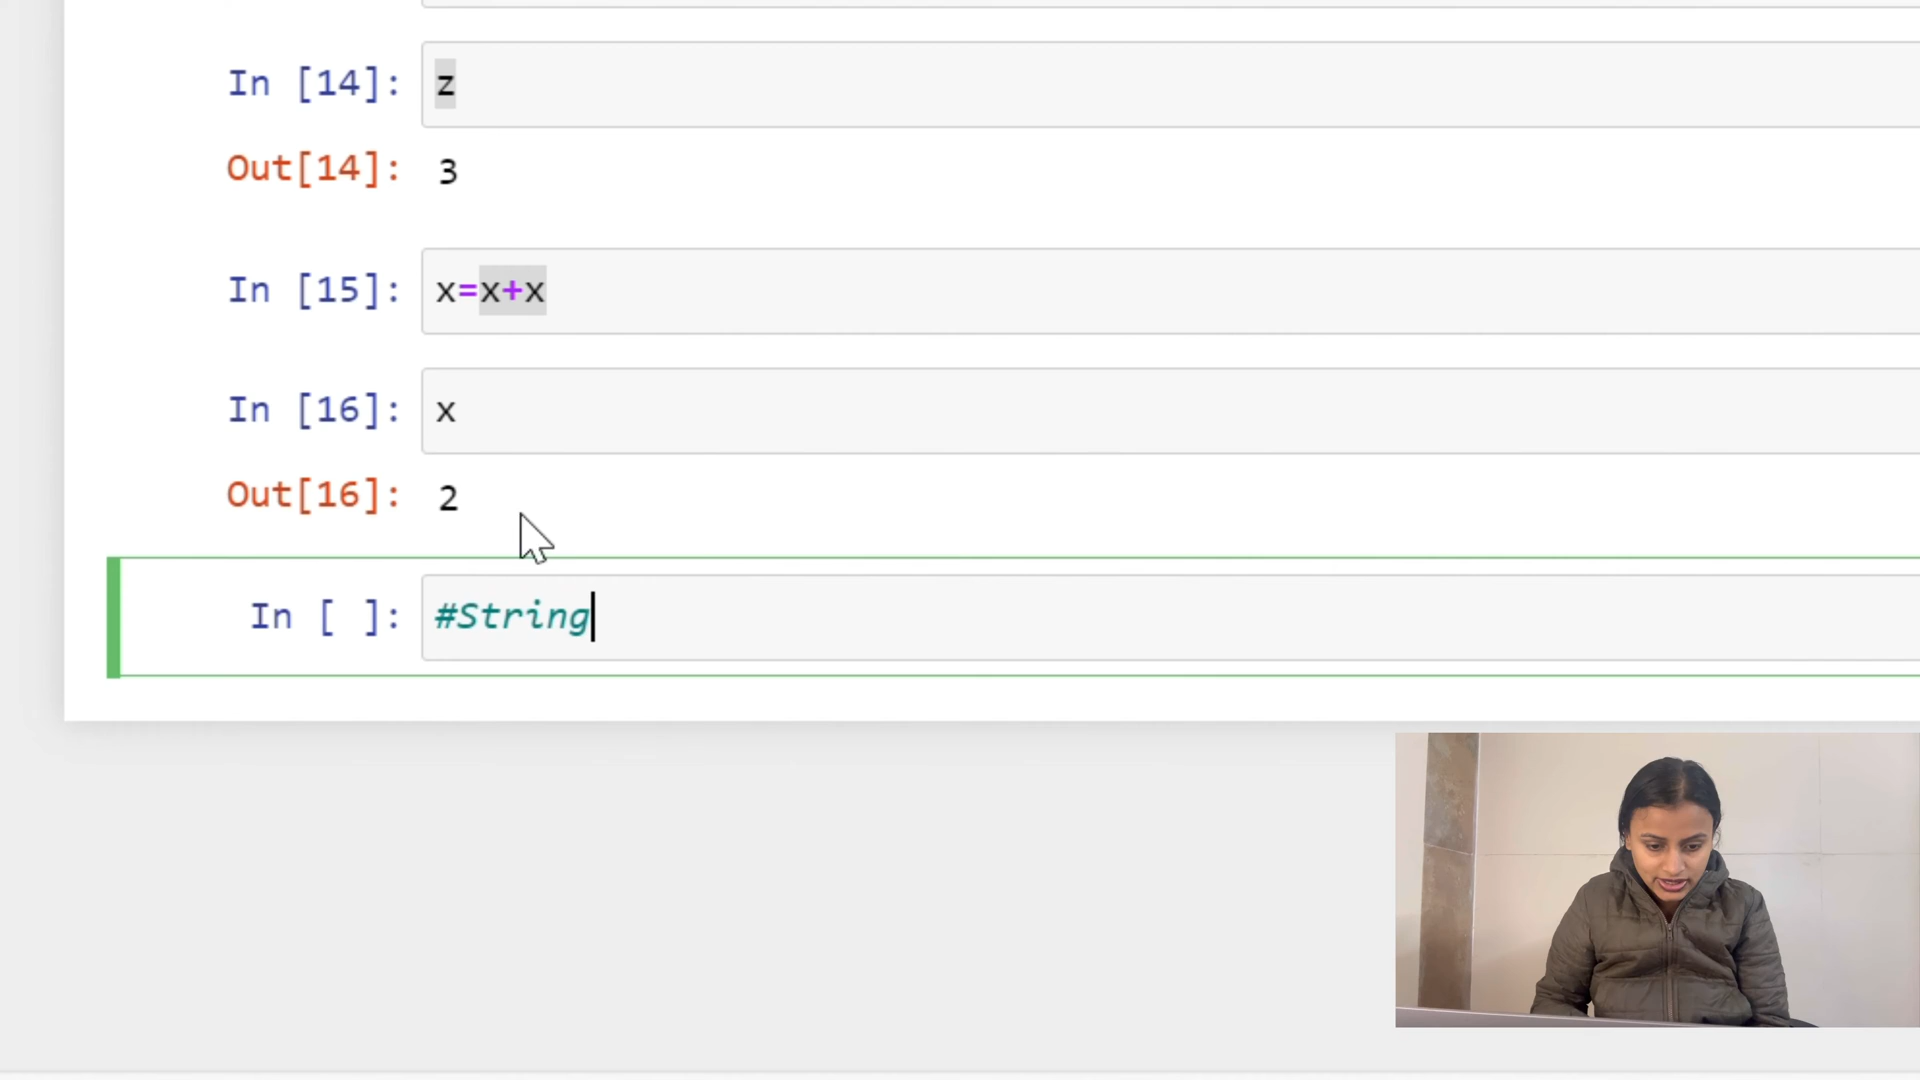 In [14]: z
Out[14]: 3
In [15]: x=x+x
In [16]: x
Out[16]: 2
In [ ]: #String